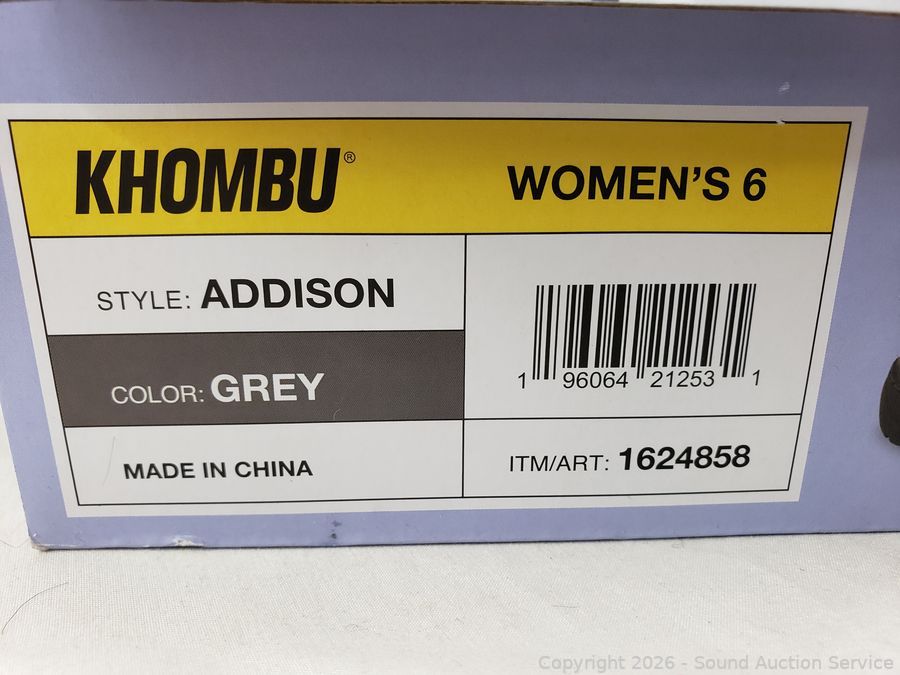 KHOMBU®
WOMEN'S 6
STYLE: ADDISON
COLOR: GREY
MADE IN CHINA
1 96064 21253 1
ITM/ART: 1624858
Copyright 2026 - Sound Auction Service